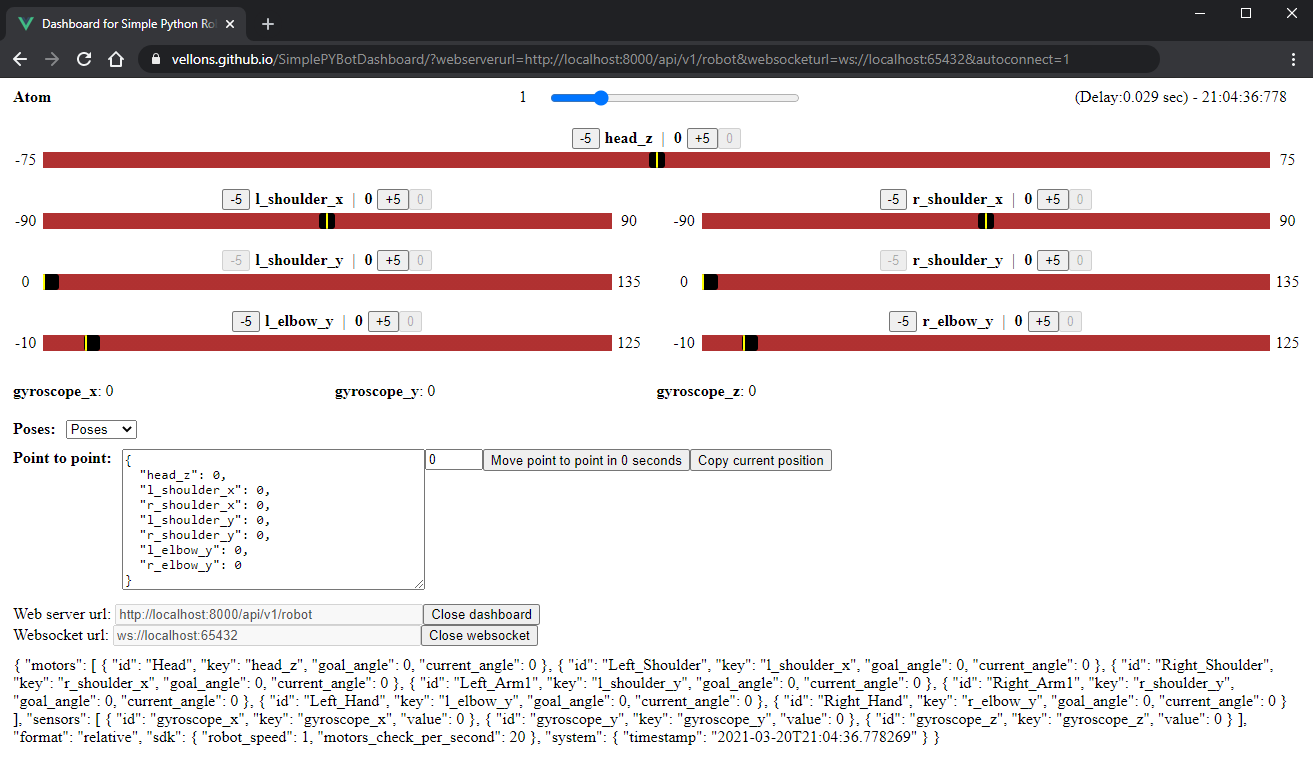 Dashboard for Simple Python Ro
vellons.github.io/SimplePYBotDashboard/?webserverurl=http://localhost:8000/api/v1/robot&websocketurl=ws://localhost:65432&autoconnect=1
Atom 1 (Delay:0.029 sec) - 21:04:36:778
-5 head_z | 0 +5 0
-75 75
-5 l_shoulder_x | 0 +5 0 -5 r_shoulder_x | 0 +5 0
-90 90 -90 90
-5 l_shoulder_y | 0 +5 0 -5 r_shoulder_y | 0 +5 0
0 135 0 135
-5 l_elbow_y | 0 +5 0 -5 r_elbow_y | 0 +5 0
-10 125 -10 125
gyroscope_x: 0 gyroscope_y: 0 gyroscope_z: 0
Poses: Poses
Point to point: { 0 Move point to point in 0 seconds Copy current position
"head_z": 0,
"l_shoulder_x": 0,
"r_shoulder_x": 0,
"l_shoulder_y": 0,
"r_shoulder_y": 0,
"l_elbow_y": 0,
"r_elbow_y": 0
}
Web server url: http://localhost:8000/api/v1/robot Close dashboard
Websocket url: ws://localhost:65432 Close websocket
{ "motors": [ { "id": "Head", "key": "head_z", "goal_angle": 0, "current_angle": 0 }, { "id": "Left_Shoulder", "key": "l_shoulder_x", "goal_angle": 0, "current_angle": 0 }, { "id": "Right_Shoulder",
"key": "r_shoulder_x", "goal_angle": 0, "current_angle": 0 }, { "id": "Left_Arm1", "key": "l_shoulder_y", "goal_angle": 0, "current_angle": 0 }, { "id": "Right_Arm1", "key": "r_shoulder_y",
"goal_angle": 0, "current_angle": 0 }, { "id": "Left_Hand", "key": "l_elbow_y", "goal_angle": 0, "current_angle": 0 }, { "id": "Right_Hand", "key": "r_elbow_y", "goal_angle": 0, "current_angle": 0 }
], "sensors": [ { "id": "gyroscope_x", "key": "gyroscope_x", "value": 0 }, { "id": "gyroscope_y", "key": "gyroscope_y", "value": 0 }, { "id": "gyroscope_z", "key": "gyroscope_z", "value": 0 } ],
"format": "relative", "sdk": { "robot_speed": 1, "motors_check_per_second": 20 }, "system": { "timestamp": "2021-03-20T21:04:36.778269" } }